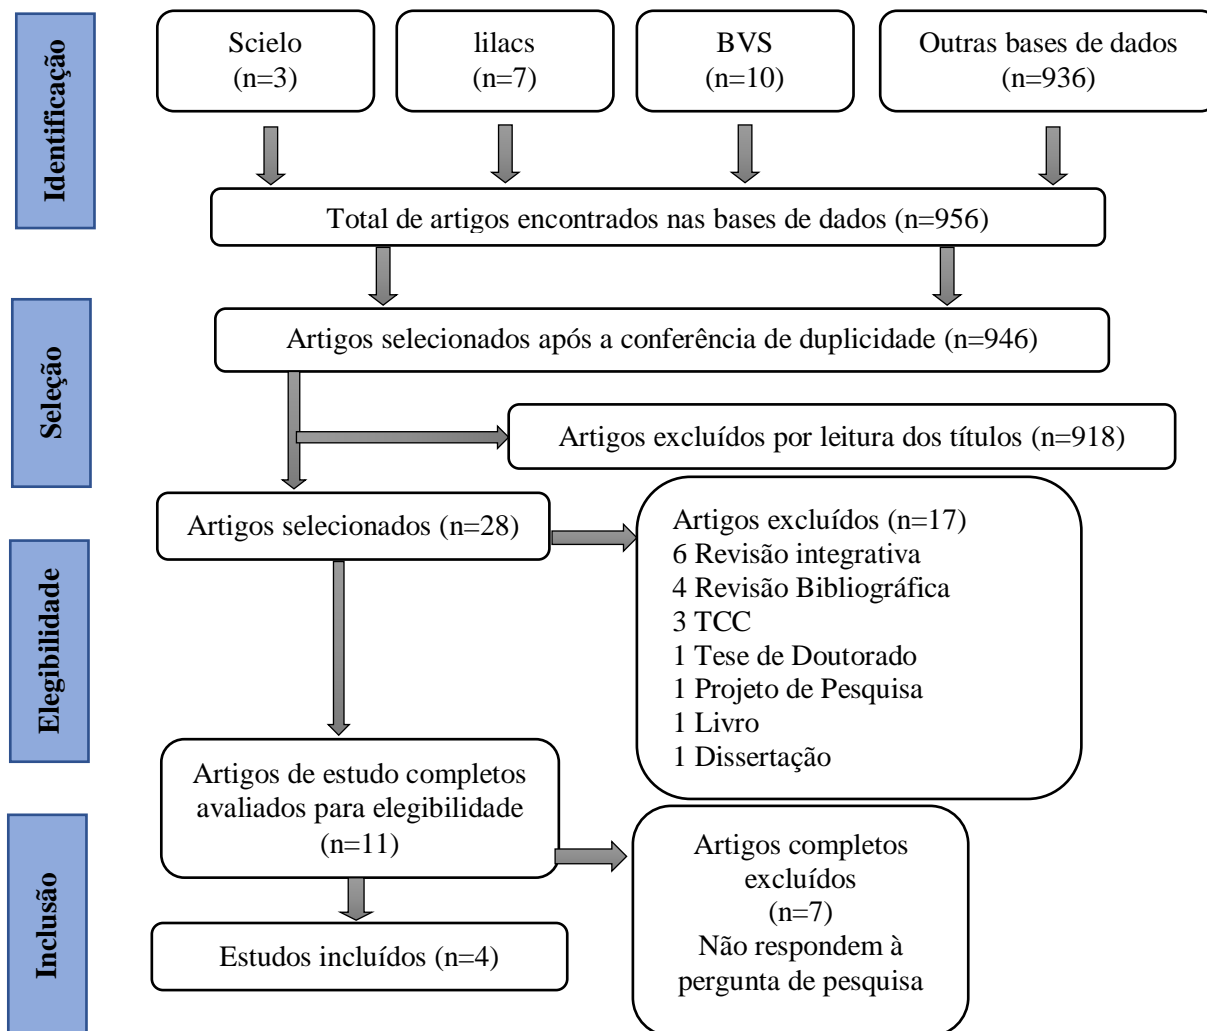 Identificação
Scielo
(n=3)
lilacs
(n=7)
BVS
(n=10)
Outras bases de dados
(n=936)
Total de artigos encontrados nas bases de dados (n=956)
Seleção
Artigos selecionados após a conferência de duplicidade (n=946)
Artigos excluídos por leitura dos títulos (n=918)
Artigos selecionados (n=28)
Elegibilidade
Artigos excluídos (n=17)
6 Revisão integrativa
4 Revisão Bibliográfica
3 TCC
1 Tese de Doutorado
1 Projeto de Pesquisa
1 Livro
1 Dissertação
Artigos de estudo completos
avaliados para elegibilidade
(n=11)
Inclusão
Artigos completos
excluídos
(n=7)
Não respondem à
pergunta de pesquisa
Estudos incluídos (n=4)